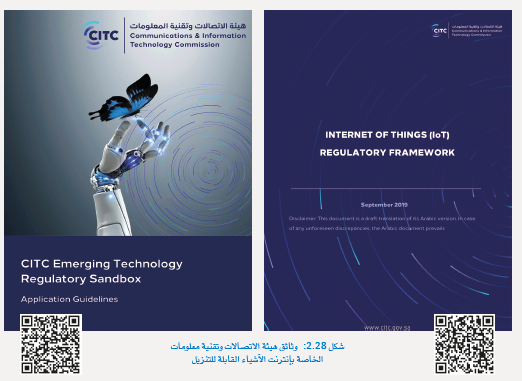 CITC
هيئة الاتصالات وتقنية المعلومات
Communications & Information
Technology Commission
CITC Emerging Technology
Regulatory Sandbox
Application Guidelines
CITC
هيئة الاتصالات وتقنية المعلومات
Communications & Information
Technology Commission
INTERNET OF THINGS (IoT)
REGULATORY FRAMEWORK
September 2019
Disclaimer: This document is a draft translation of its Arabic version. In case
of any unforeseen discrepancies, the Arabic document prevails
www.citc.gov.sa
شكل 2.28: وثائق هيئة الاتصالات وتقنية معلومات
الخاصة بإنترنت الأشياء القابلة للتنزيل